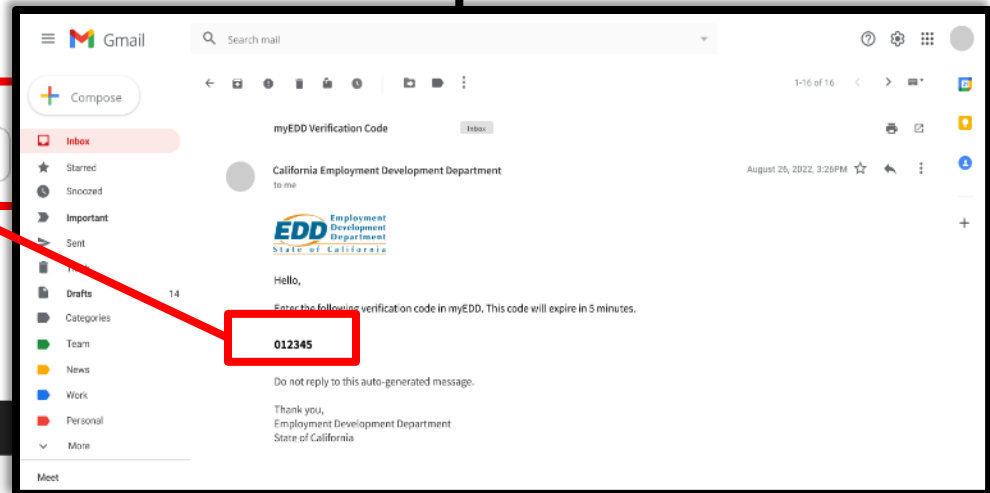 Gmail
Search mail
Compose
1-16 of 16
Inbox
Starred
Snoozed
Important
Sent
Drafts 14
Categories
Team
News
Work
Personal
More
Meet
myEDD Verification Code Inbox
California Employment Development Department August 26, 2022, 3:26PM
to me
EDD Employment
Development
Department
State of California
Hello,
Enter the following verification code in myEDD. This code will expire in 5 minutes.
012345
Do not reply to this auto-generated message.
Thank you,
Employment Development Department
State of California